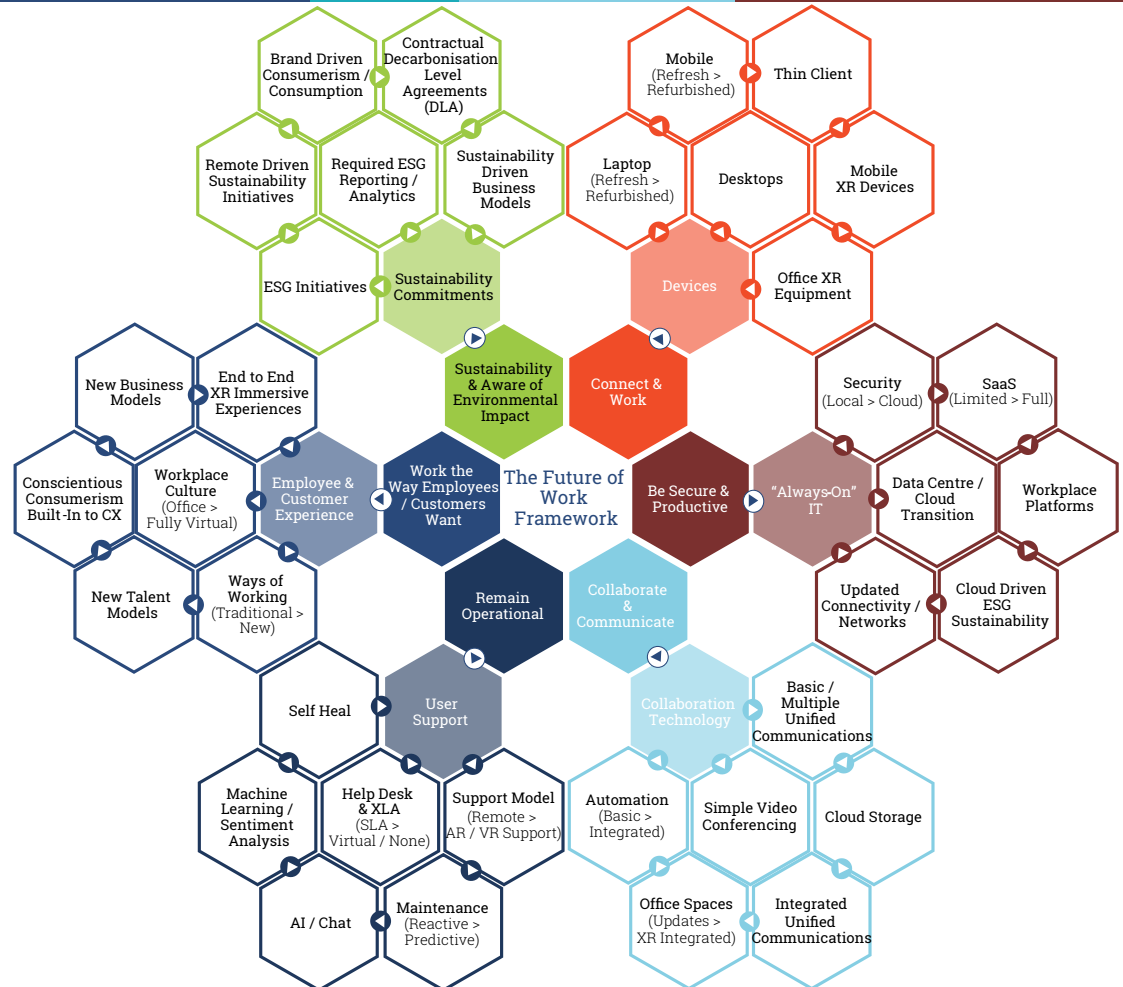 Brand Driven
Consumerism /
Consumption
Contractual
Decarbonisation
Level
Agreements
(DLA)
Remote Driven
Sustainability
Initiatives
Required ESG
Reporting /
Analytics
Sustainability
Driven
Business
Models
ESG Initiatives
Sustainability
Commitments
Sustainability
& Aware of
Environmental
Impact
Mobile
(Refresh >
Refurbished)
Thin Client
Laptop
(Refresh >
Refurbished)
Desktops
Mobile
XR Devices
Devices
Office XR
Equipment
Connect &
Work
New Business
Models
End to End
XR Immersive
Experiences
Conscientious
Consumerism
Built-In to CX
Workplace
Culture
(Office >
Fully Virtual)
Employee &
Customer
Experience
Work the
Way Employees
/ Customers
Want
New Talent
Models
Ways of
Working
(Traditional >
New)
The Future of
Work
Framework
Security
(Local > Cloud)
SaaS
(Limited > Full)
Be Secure &
Productive
"Always-On"
IT
Data Centre /
Cloud
Transition
Workplace
Platforms
Updated
Connectivity /
Networks
Cloud Driven
ESG
Sustainability
Remain
Operational
User
Support
Self Heal
Machine
Learning /
Sentiment
Analysis
Help Desk
& XLA
(SLA >
Virtual / None)
Support Model
(Remote >
AR / VR Support)
AI / Chat
Maintenance
(Reactive >
Predictive)
Collaborate
&
Communicate
Collaboration
Technology
Basic /
Multiple
Unified
Communications
Automation
(Basic >
Integrated)
Simple Video
Conferencing
Cloud Storage
Office Spaces
(Updates >
XR Integrated)
Integrated
Unified
Communications